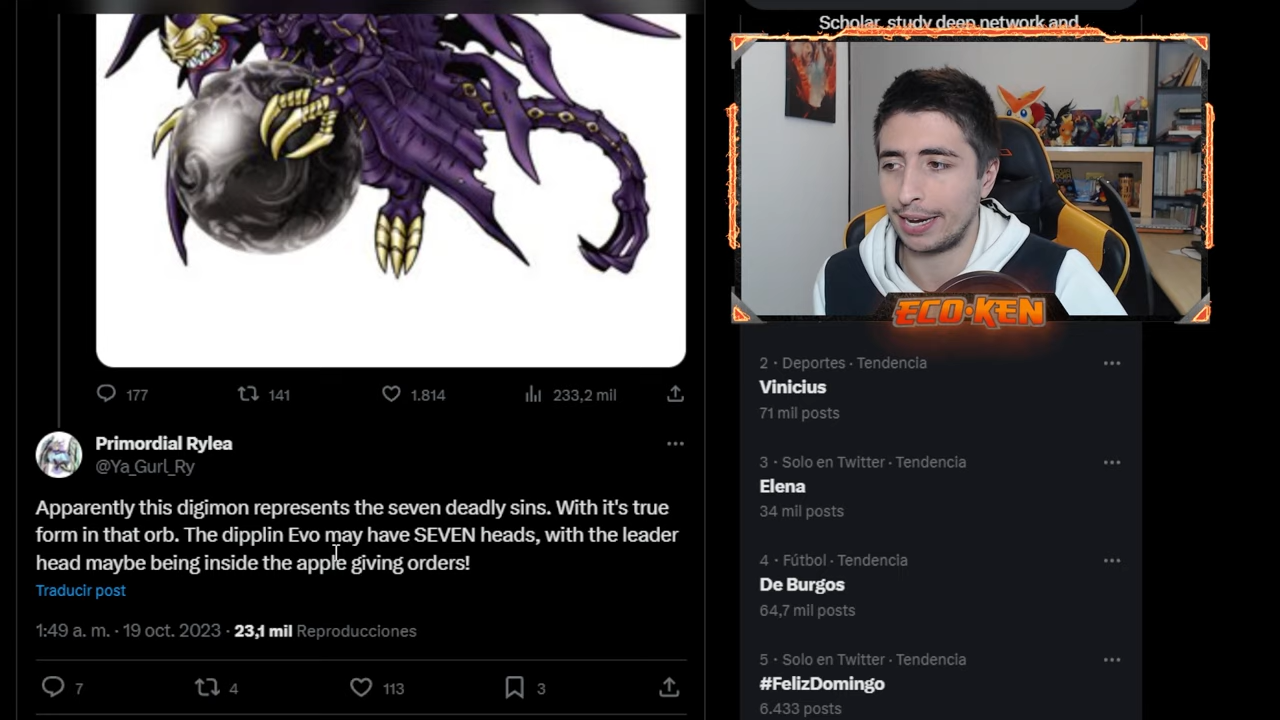 Scholar, study deep network and
ECO·KEN
177
141
1.814
233,2 mil
Primordial Rylea
@Ya_Gurl_Ry
Apparently this digimon represents the seven deadly sins. With it's true
form in that orb. The dipplin Evo may have SEVEN heads, with the leader
head maybe being inside the apple giving orders!
Traducir post
1:49 a. m. · 19 oct. 2023 · 23,1 mil Reproducciones
7
4
113
3
2 · Deportes · Tendencia
Vinicius
71 mil posts
3 · Solo en Twitter · Tendencia
Elena
34 mil posts
4 · Fútbol · Tendencia
De Burgos
64,7 mil posts
5 · Solo en Twitter · Tendencia
#FelizDomingo
6.433 posts